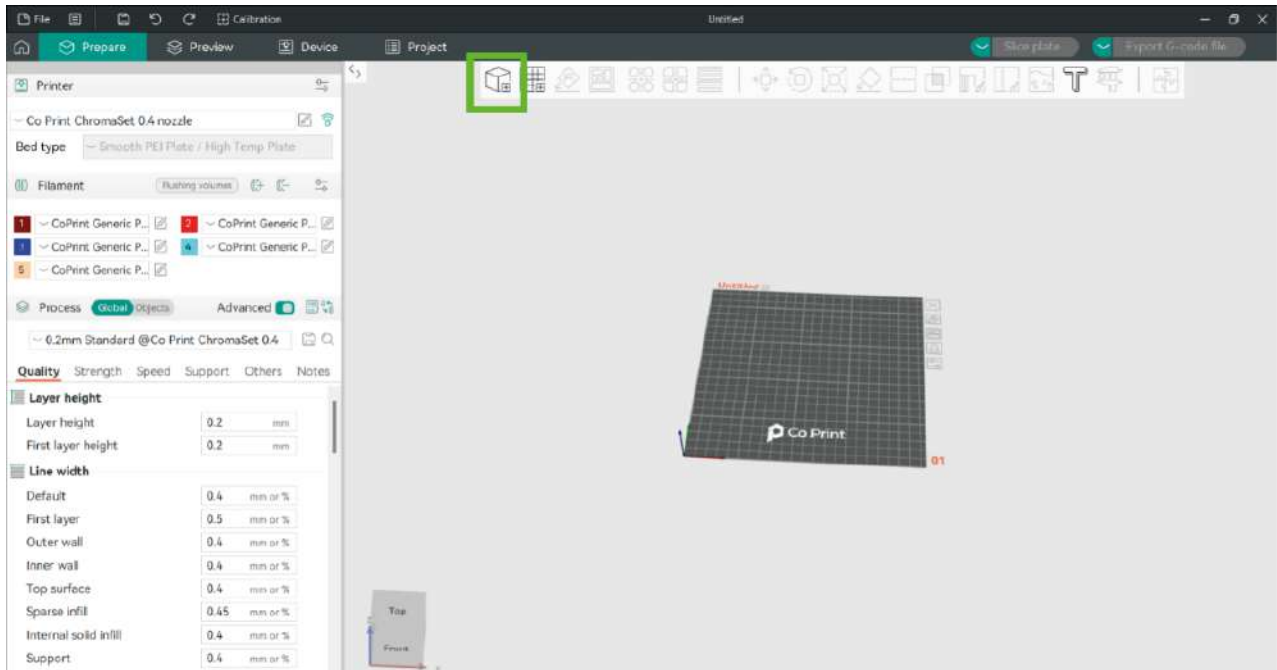 File Calibration Untitled
Prepare Preview Device Project Slice plate Export G-code file
Printer
Co Print ChromaSet 0.4 nozzle
Bed type Smooth PEI Plate / High Temp Plate
Filament Flushing volumes
1 CoPrint Generic P... 2 CoPrint Generic P...
CoPrint Generic P... 4 CoPrint Generic P...
5 CoPrint Generic P...
Process Global Objects Advanced
0.2mm Standard @Co Print ChromaSet 0.4
Quality Strength Speed Support Others Notes
Layer height
Layer height 0.2 mm
First layer height 0.2 mm
Line width
Default 0.4 mm or %
First layer 0.5 mm or %
Outer wall 0.4 mm or %
Inner wall 0.4 mm or %
Top surface 0.4 mm or %
Sparse infill 0.45 mm or %
Internal solid infill 0.4 mm or %
Support 0.4 mm or %
Untitled
Co Print
01
Top
Front